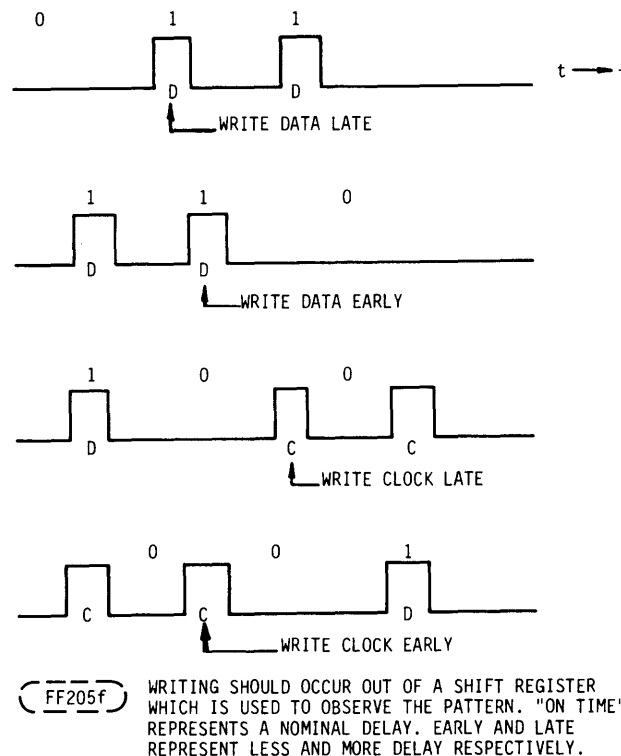 0 1 1
t
D D
WRITE DATA LATE
1 1 0
D D
WRITE DATA EARLY
1 0 0
D C C
WRITE CLOCK LATE
0 0 1
C C D
WRITE CLOCK EARLY
FF205f
WRITING SHOULD OCCUR OUT OF A SHIFT REGISTER
WHICH IS USED TO OBSERVE THE PATTERN. "ON TIME"
REPRESENTS A NOMINAL DELAY. EARLY AND LATE
REPRESENT LESS AND MORE DELAY RESPECTIVELY.